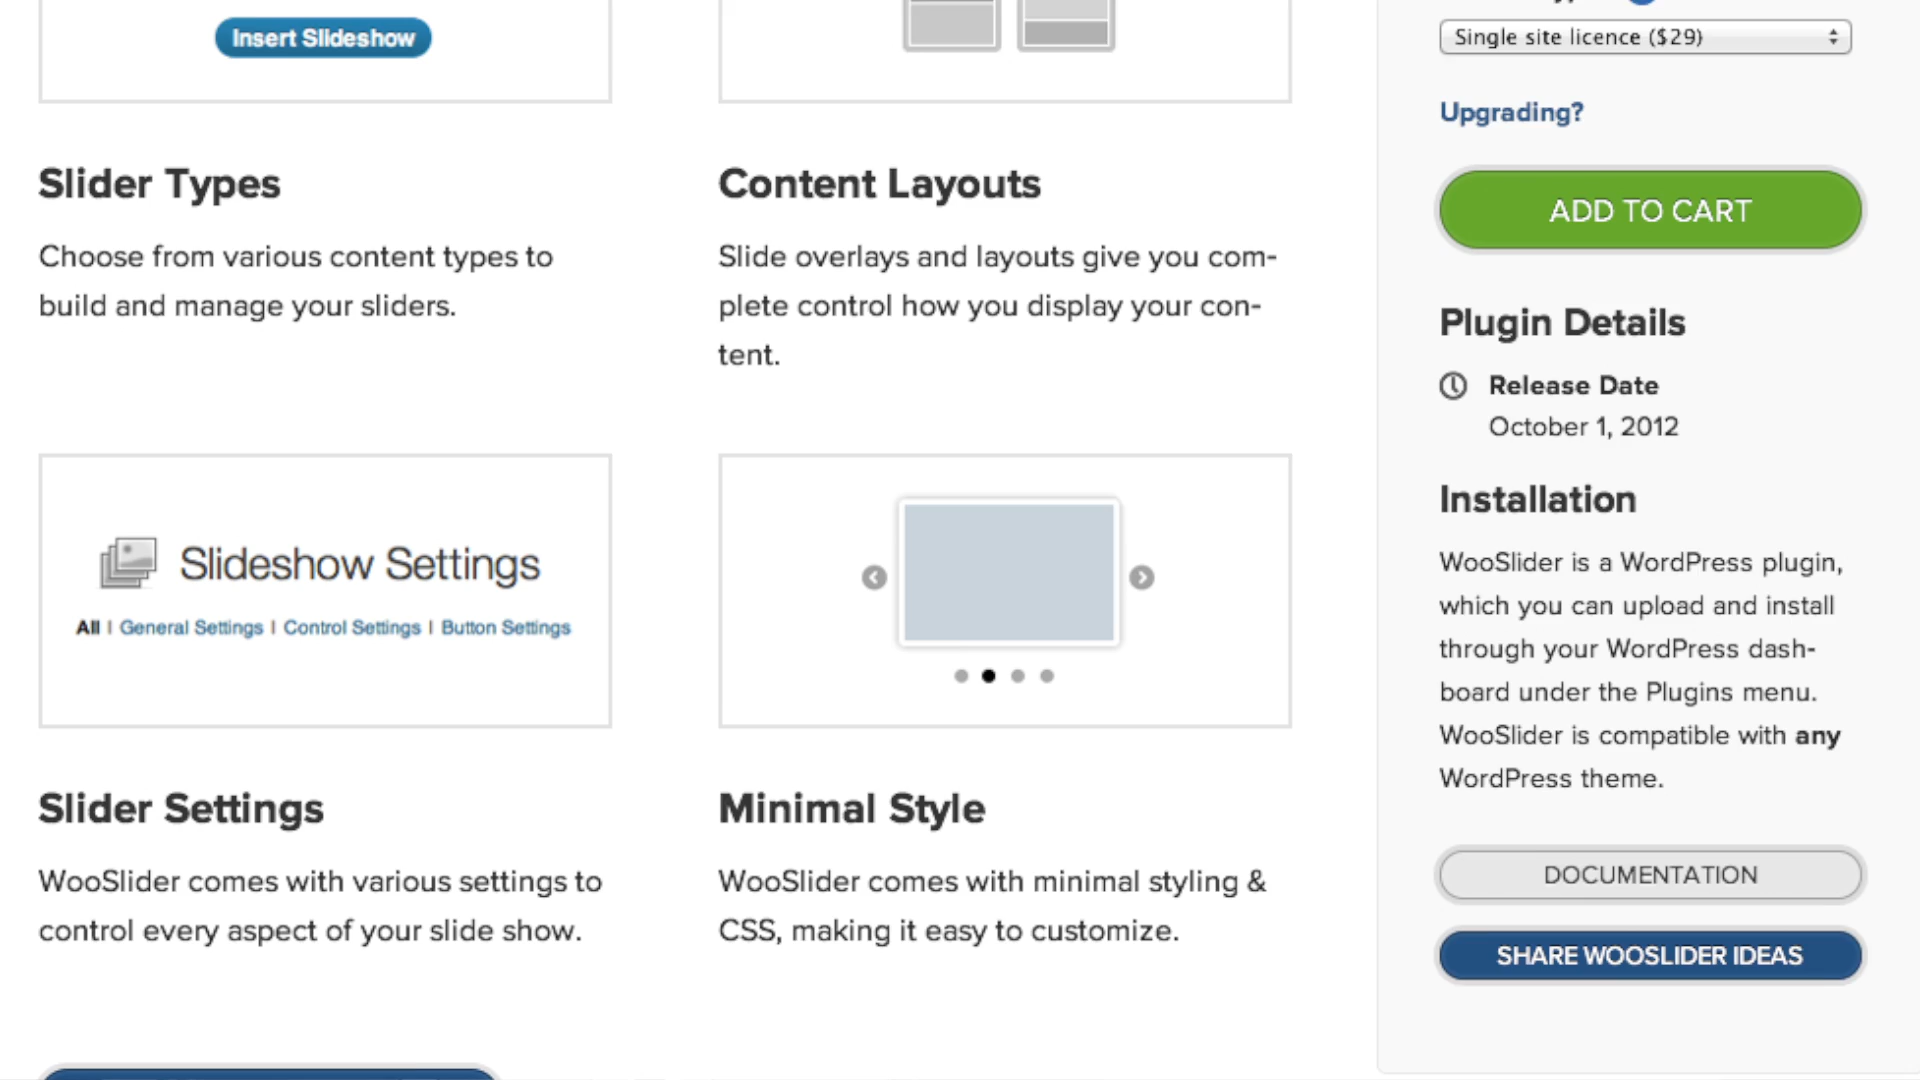 Insert Slideshow
Slider Types
Choose from various content types to
build and manage your sliders.
Content Layouts
Slide overlays and layouts give you com-
plete control how you display your con-
tent.
Slideshow Settings
All | General Settings | Control Settings | Button Settings
Slider Settings
WooSlider comes with various settings to
control every aspect of your slide show.
Minimal Style
WooSlider comes with minimal styling &
CSS, making it easy to customize.
Single site licence ($29)
Upgrading?
ADD TO CART
Plugin Details
Release Date
October 1, 2012
Installation
WooSlider is a WordPress plugin,
which you can upload and install
through your WordPress dash-
board under the Plugins menu.
WooSlider is compatible with any
WordPress theme.
DOCUMENTATION
SHARE WOOSLIDER IDEAS